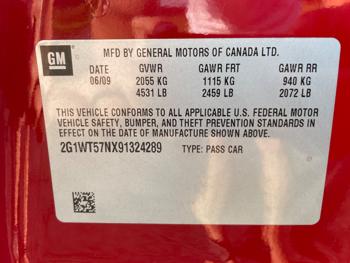 GM
MFD BY GENERAL MOTORS OF CANADA LTD.
DATE GVWR GAWR FRT GAWR RR
06/09 2055 KG 1115 KG 940 KG
4531 LB 2459 LB 2072 LB
THIS VEHICLE CONFORMS TO ALL APPLICABLE U.S. FEDERAL MOTOR
VEHICLE SAFETY, BUMPER, AND THEFT PREVENTION STANDARDS IN
EFFECT ON THE DATE OF MANUFACTURE SHOWN ABOVE.
2G1WT57NX91324289 TYPE: PASS CAR